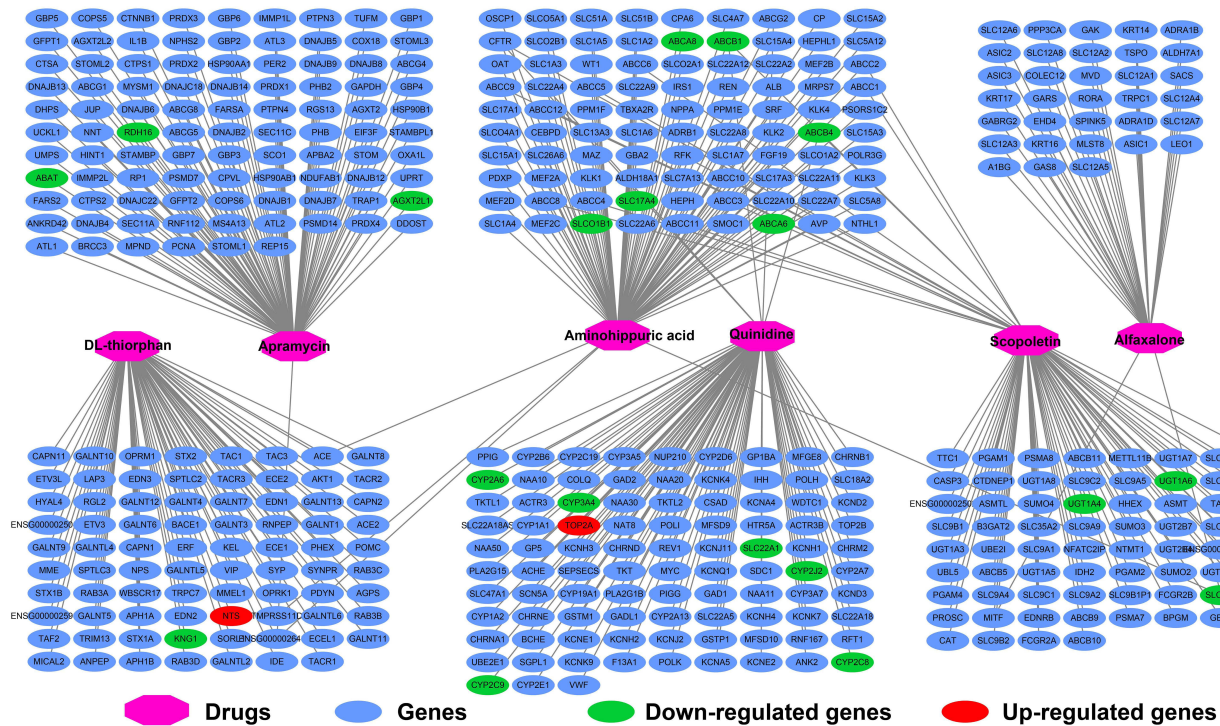 GBP5 COPS5 CTNNB1 PRDX3 GBP6 IMMP1L PTPN3 TUFM GBP1
GFPT1 AGXT2L2 IL1B NPHS2 GBP2 ATL3 DNAJB5 COX18 STOML3
CTSA STOML2 CTPS1 PRDX2 HSP90AA1 PER2 DNAJB9 DNAJB8 ABCG4
DNAJB13 ABCG1 MYSM1 DNAJC18 DNAJB14 PRDX1 PHB2 GAPDH GBP4
DHPS JUP DNAJB6 ABCG8 FARSA PTPN4 RGS13 AGXT2 HSP90B1
UCKL1 NNT RDH16 ABCG5 DNAJB2 SEC11C PHB EIF3F STAMBPL1
UMPS HINT1 STAMBP GBP7 GBP3 SCO1 APBA2 STOM OXA1L
ABAT IMMP2L RP1 PSMD7 CPVL HSP90AB1 NDUFAB1 DNAJB12 UPRT
FARS2 CTPS2 DNAJC22 GFPT2 COPS6 DNAJB1 DNAJB7 TRAP1 AGXT2L1
ANKRD42 DNAJB4 SEC11A RNF112 MS4A13 ATL2 PSMD14 PRDX4 DDOST
ATL1 BRCC3 MPND PCNA STOML1 REP15
OSCP1 SLCO5A1 SLC51A SLC51B CPA6 SLC4A7 ABCG2 CP SLC15A2
CFTR SLCO2B1 SLC1A5 SLC1A2 ABCA8 ABCB1 SLC15A4 HEPHL1 SLC5A12
OAT SLC1A3 WT1 ABCC6 SLCO2A1 SLC22A12 SLC22A2 MEF2B ABCC2
ABCC9 SLC22A4 ABCC5 SLC22A9 IRS1 REN ALB MRPS7 ABCC1
SLC17A1 ABCC12 PPM1F TBXA2R NPPA PPM1E SRF KLK4 PSORS1C2
SLCO4A1 CEBPD SLC13A3 SLC1A6 ADRB1 SLC22A8 KLK2 ABCB4 SLC15A3
SLC15A1 SLC26A6 MAZ GBA2 RFK SLC1A7 FGF19 SLCO1A2 POLR3G
PDXP MEF2A KLK1 ALDH18A1 SLC7A13 ABCC10 SLC17A3 SLC22A11 KLK3
MEF2D ABCC8 ABCC4 SLC17A4 HEPH ABCC3 SLC22A10 SLC22A7 SLC5A8
SLC1A4 MEF2C SLCO1B1 SLC22A6 ABCC11 SMOC1 ABCA6 AVP NTHL1
SLC12A6 PPP3CA GAK KRT14 ADRA1B
ASIC2 SLC12A8 SLC12A2 TSPO ALDH7A1
ASIC3 COLEC12 MVD SLC12A1 SACS
KRT17 GARS RORA TRPC1 SLC12A4
GABRG2 EHD4 SPINK5 ADRA1D SLC12A7
SLC12A3 KRT16 MLST8 ASIC1 LEO1
A1BG GAS8 SLC12A5
DL-thiorphan Apramycin Aminohippuric acid Quinidine Scopoletin Alfaxalone
CAPN11 GALNT10 OPRM1 STX2 TAC1 TAC3 ACE GALNT8
ETV3L LAP3 EDN3 SPTLC2 TACR3 ECE2 AKT1 TACR2
HYAL4 RGL2 GALNT12 GALNT4 GALNT7 EDN1 GALNT13 CAPN2
ENSG00000250 ETV3 GALNT6 BACE1 GALNT3 RNPEP GALNT1 ACE2
GALNT9 GALNTL4 CAPN1 ERF KEL ECE1 PHEX POMC
MME SPTLC3 NPS GALNTL5 VIP SYP SYNPR RAB3C
STX1B RAB3A WBSCR17 TRPC7 MMEL1 OPRK1 PDYN AGPS
ENSG00000259 GALNT5 APH1A EDN2 NTS TMPRSS11D GALNTL6 RAB3B
TAF2 TRIM13 STX1A KNG1 SORL ENSG00000264 ECEL1 GALNT11
MICAL2 ANPEP APH1B RAB3D GALNTL2 IDE TACR1
PPIG CYP2B6 CYP2C19 CYP3A5 NUP210 CYP2D6 GP1BA MFGE8 CHRNB1
CYP2A6 NAA10 COLQ GAD2 NAA20 KCNK4 IHH POLH SLC18A2
TKTL1 ACTR3 CYP3A4 NAA30 TKTL2 CSAD KCNA4 WDTC1 KCND2
SLC22A18AS CYP1A1 TOP2A NAT8 POLI MFSD9 HTR5A ACTR3B TOP2B
NAA50 GP5 KCNH3 CHRND REV1 KCNJ11 SLC22A1 KCNH1 CHRM2
PLA2G15 ACHE SEPSECS TKT MYC KCNQ1 SDC1 CYP2J2 CYP2A7
SLC47A1 SCN5A CYP19A1 PLA2G1B PIGG GAD1 NAA11 CYP3A7 KCND3
CYP1A2 CHRNE GSTM1 GADL1 CYP2A13 SLC22A5 KCNH4 KCNK7 KCNH5
CHRNA1 BCHE KCNE1 KCNH2 KCNJ2 GSTP1 MFSD10 RNF167 RFT1
UBE2E1 SGPL1 KCNK9 F13A1 POLK KCNA5 KCNE2 ANK2 CYP2C8
CYP2C9 CYP2E1 VWF
TTC1 PGAM1 PSMA8 ABCB11 METTL11B UGT1A7
CASP3 CTDNEP1 UGT1A8 SLC9C2 SLC9A5 UGT1A6
ASMTL SUMO4 UGT1A4 HHEX ASMT
SLC9B1 B3GAT2 SLC35A2 SLC9A9 SUMO3 UGT2B7
UGT1A3 UBE2I SLC9A1 NFATC2IP NTMT1
UBL5 ABCB5 UGT1A5 IDH2 PGAM2 SUMO2
PGAM4 SLC9A4 SLC9C1 SLC9A2 SLC9B1P1 FCGR2B
PROSC MITF EDNRB ABCB9 PSMA7 BPGM
CAT SLC9B2 FCGR2A ABCB10
Drugs Genes Down-regulated genes Up-regulated genes